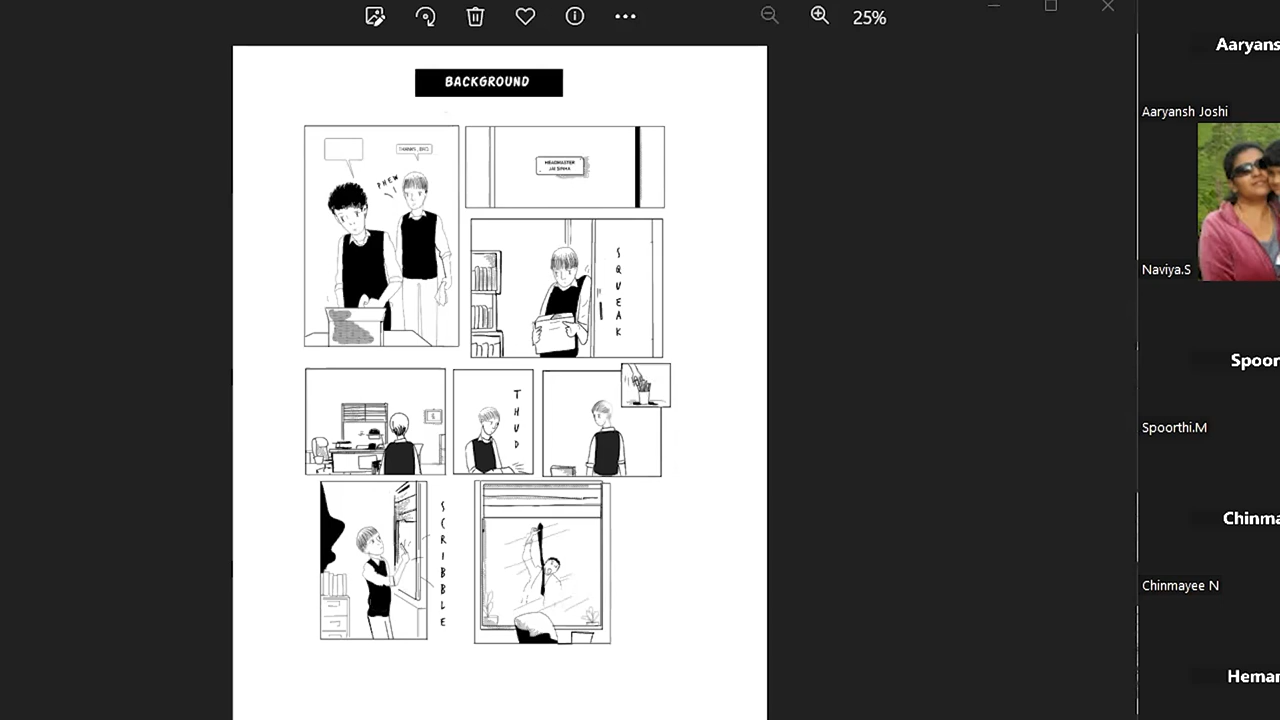 25%
BACKGROUND
THANKS, BRO
PHEW
HEADMASTER
JAI SINHA
SQUEAK
THUD
SCRIBBLE
Aaryans
Aaryansh Joshi
Naviya.S
Spoor
Spoorthi.M
Chinma
Chinmayee N
Heman